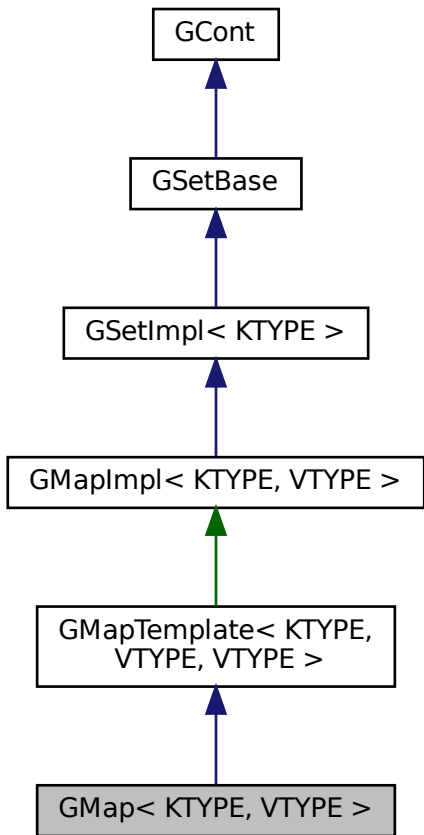 GCont
GSetBase
GSetImpl< KTYPE >
GMapImpl< KTYPE, VTYPE >
GMapTemplate< KTYPE,
VTYPE, VTYPE >
GMap< KTYPE, VTYPE >